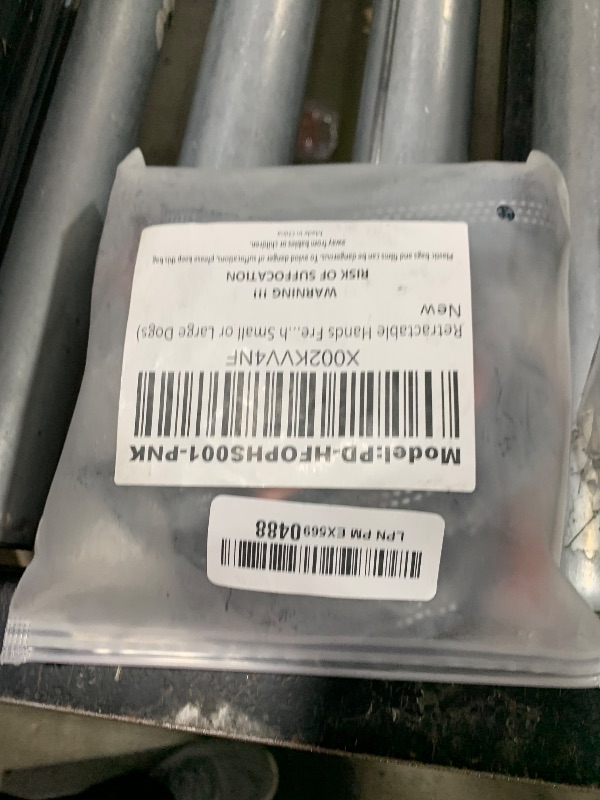 Model:PD-HFOPHS001-PNK
X002KVV4NF
Retractable Hands Fre...h Small or Large Dogs)
New
WARNING !!!
RISK OF SUFFOCATION
Plastic bags and films can be dangerous. To avoid danger of suffocation, please keep this bag
away from babies or children.
Made in China
LPN PM EX5690488